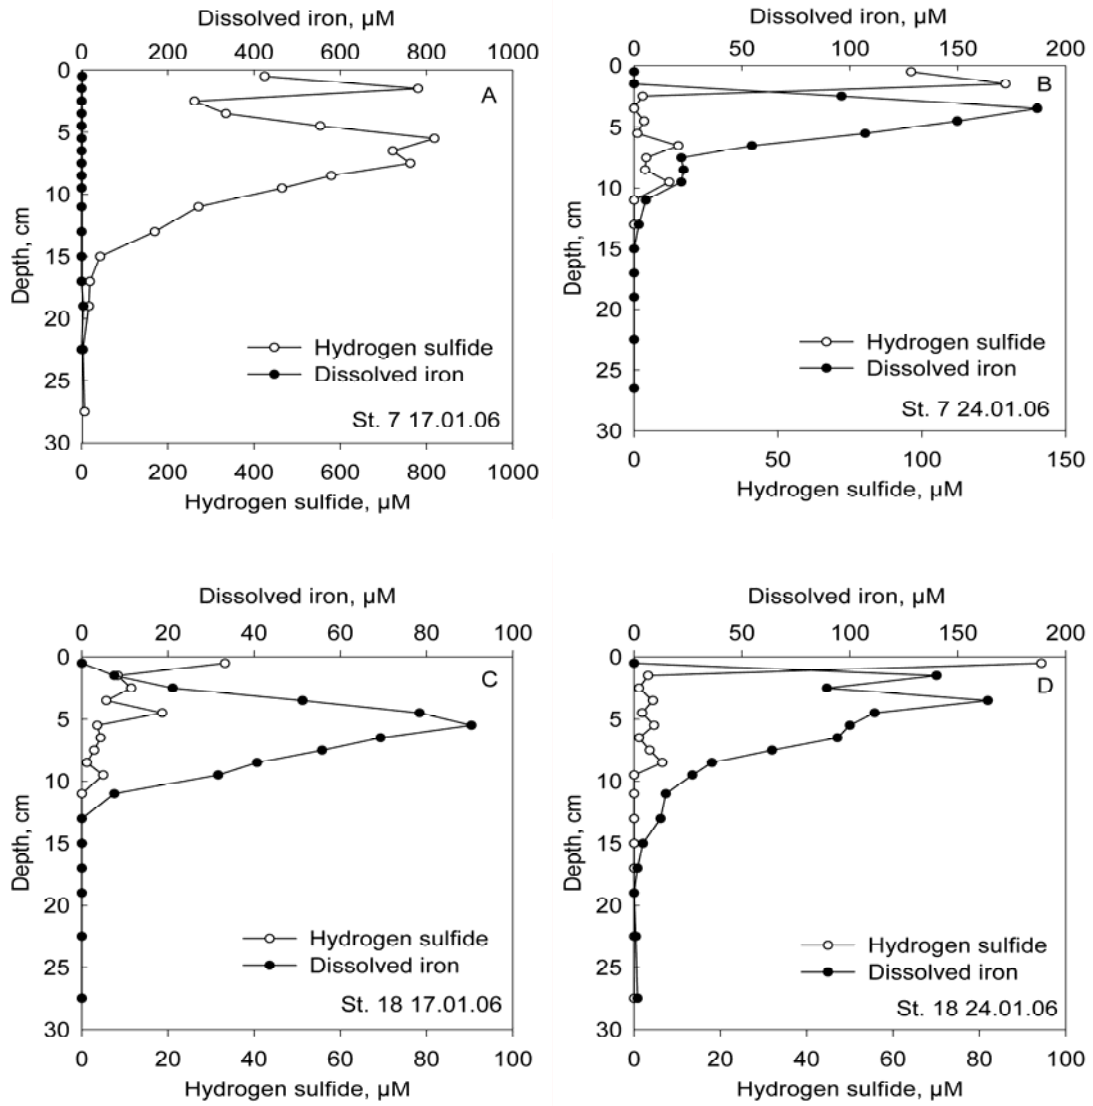 Dissolved iron, µM
0 200 400 600 800 1000
0
5
10
15
20
25
30
Depth, cm
A
Hydrogen sulfide
Dissolved iron
St. 7 17.01.06
0 200 400 600 800 1000
Hydrogen sulfide, µM
Dissolved iron, µM
0 50 100 150 200
0
5
10
15
20
25
30
Depth, cm
B
Hydrogen sulfide
Dissolved iron
St. 7 24.01.06
0 50 100 150
Hydrogen sulfide, µM
Dissolved iron, µM
0 20 40 60 80 100
0
5
10
15
20
25
30
Depth, cm
C
Hydrogen sulfide
Dissolved iron
St. 18 17.01.06
0 20 40 60 80 100
Hydrogen sulfide, µM
Dissolved iron, µM
0 50 100 150 200
0
5
10
15
20
25
30
Depth, cm
D
Hydrogen sulfide
Dissolved iron
St. 18 24.01.06
0 20 40 60 80 100
Hydrogen sulfide, µM